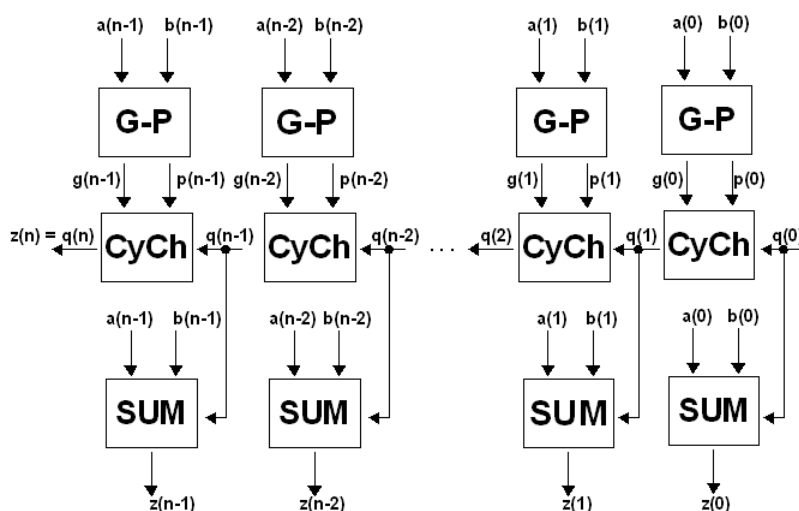 a(n-1) b(n-1) a(n-2) b(n-2) a(1) b(1) a(0) b(0)
G-P G-P G-P G-P
g(n-1) p(n-1) g(n-2) p(n-2) g(1) p(1) g(0) p(0)
z(n) = q(n) CyCh q(n-1) CyCh q(n-2) . . . q(2) CyCh q(1) CyCh q(0)
a(n-1) b(n-1) a(n-2) b(n-2) a(1) b(1) a(0) b(0)
SUM SUM SUM SUM
z(n-1) z(n-2) z(1) z(0)